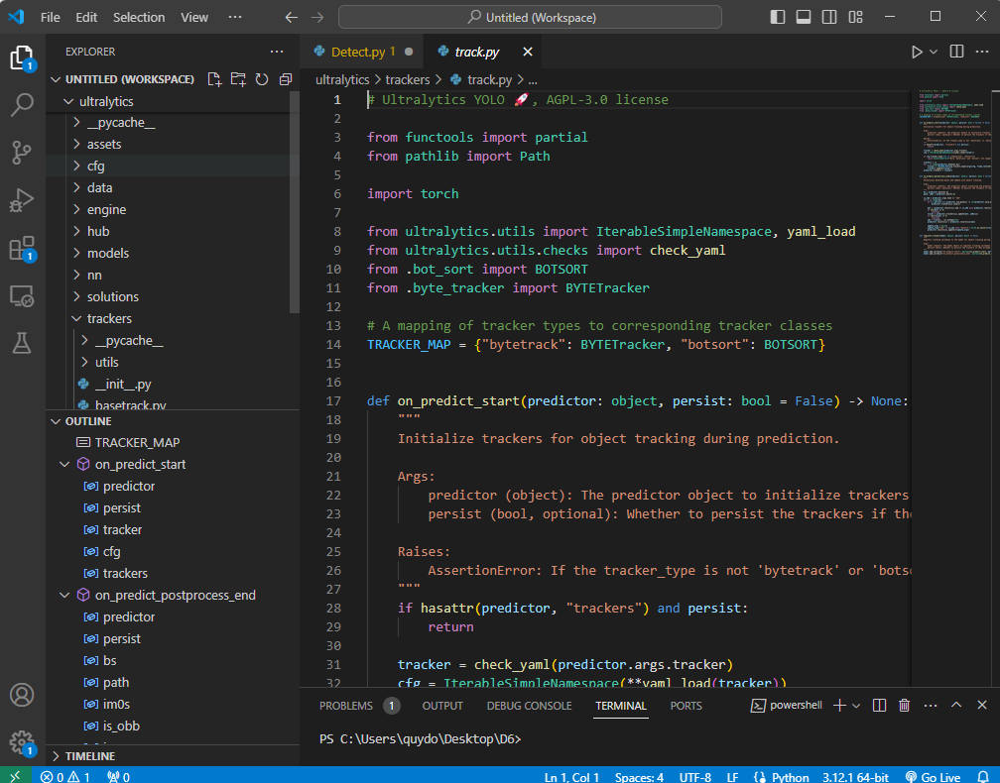 File Edit Selection View ··· Untitled (Workspace)
EXPLORER ···
UNTITLED (WORKSPACE)
ultralytics
__pycache__
assets
cfg
data
engine
hub
models
nn
solutions
trackers
__pycache__
utils
__init__.py
basetrack.py
OUTLINE
TRACKER_MAP
on_predict_start
predictor
persist
tracker
cfg
trackers
on_predict_postprocess_end
predictor
persist
bs
path
im0s
is_obb
TIMELINE
1
1
1
Detect.py 1 track.py
ultralytics > trackers > track.py > ...
1 # Ultralytics YOLO 🚀, AGPL-3.0 license
2
3 from functools import partial
4 from pathlib import Path
5
6 import torch
7
8 from ultralytics.utils import IterableSimpleNamespace, yaml_load
9 from ultralytics.utils.checks import check_yaml
10 from .bot_sort import BOTSORT
11 from .byte_tracker import BYTETracker
12
13 # A mapping of tracker types to corresponding tracker classes
14 TRACKER_MAP = {"bytetrack": BYTETracker, "botsort": BOTSORT}
15
16
17 def on_predict_start(predictor: object, persist: bool = False) -> None:
18 """
19 Initialize trackers for object tracking during prediction.
20
21 Args:
22 predictor (object): The predictor object to initialize trackers
23 persist (bool, optional): Whether to persist the trackers if the
24
25 Raises:
26 AssertionError: If the tracker_type is not 'bytetrack' or 'botso
27 """
28 if hasattr(predictor, "trackers") and persist:
29 return
30
31 tracker = check_yaml(predictor.args.tracker)
32 cfg = IterableSimpleNamespace(**yaml_load(tracker))
PROBLEMS 1 OUTPUT DEBUG CONSOLE TERMINAL PORTS powershell ···
PS C:\Users\quydo\Desktop\D6>
0 1 0 Ln 1, Col 1 Spaces: 4 UTF-8 LF Python 3.12.1 64-bit Go Live